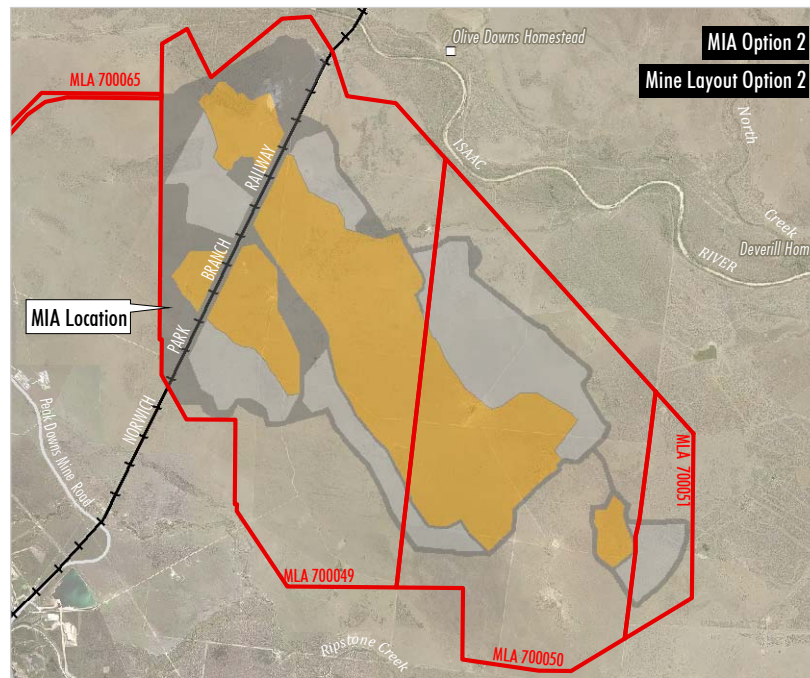 MIA Option 2
Mine Layout Option 2
Olive Downs Homestead
MLA 700065
North
Creek
ISAAC
RIVER
Deverill Hom
RAILWAY
BRANCH
PARK
NORWICH
MIA Location
Peak Downs Mine Road
MLA 700051
MLA 700049
MLA 700050
Ripstone Creek